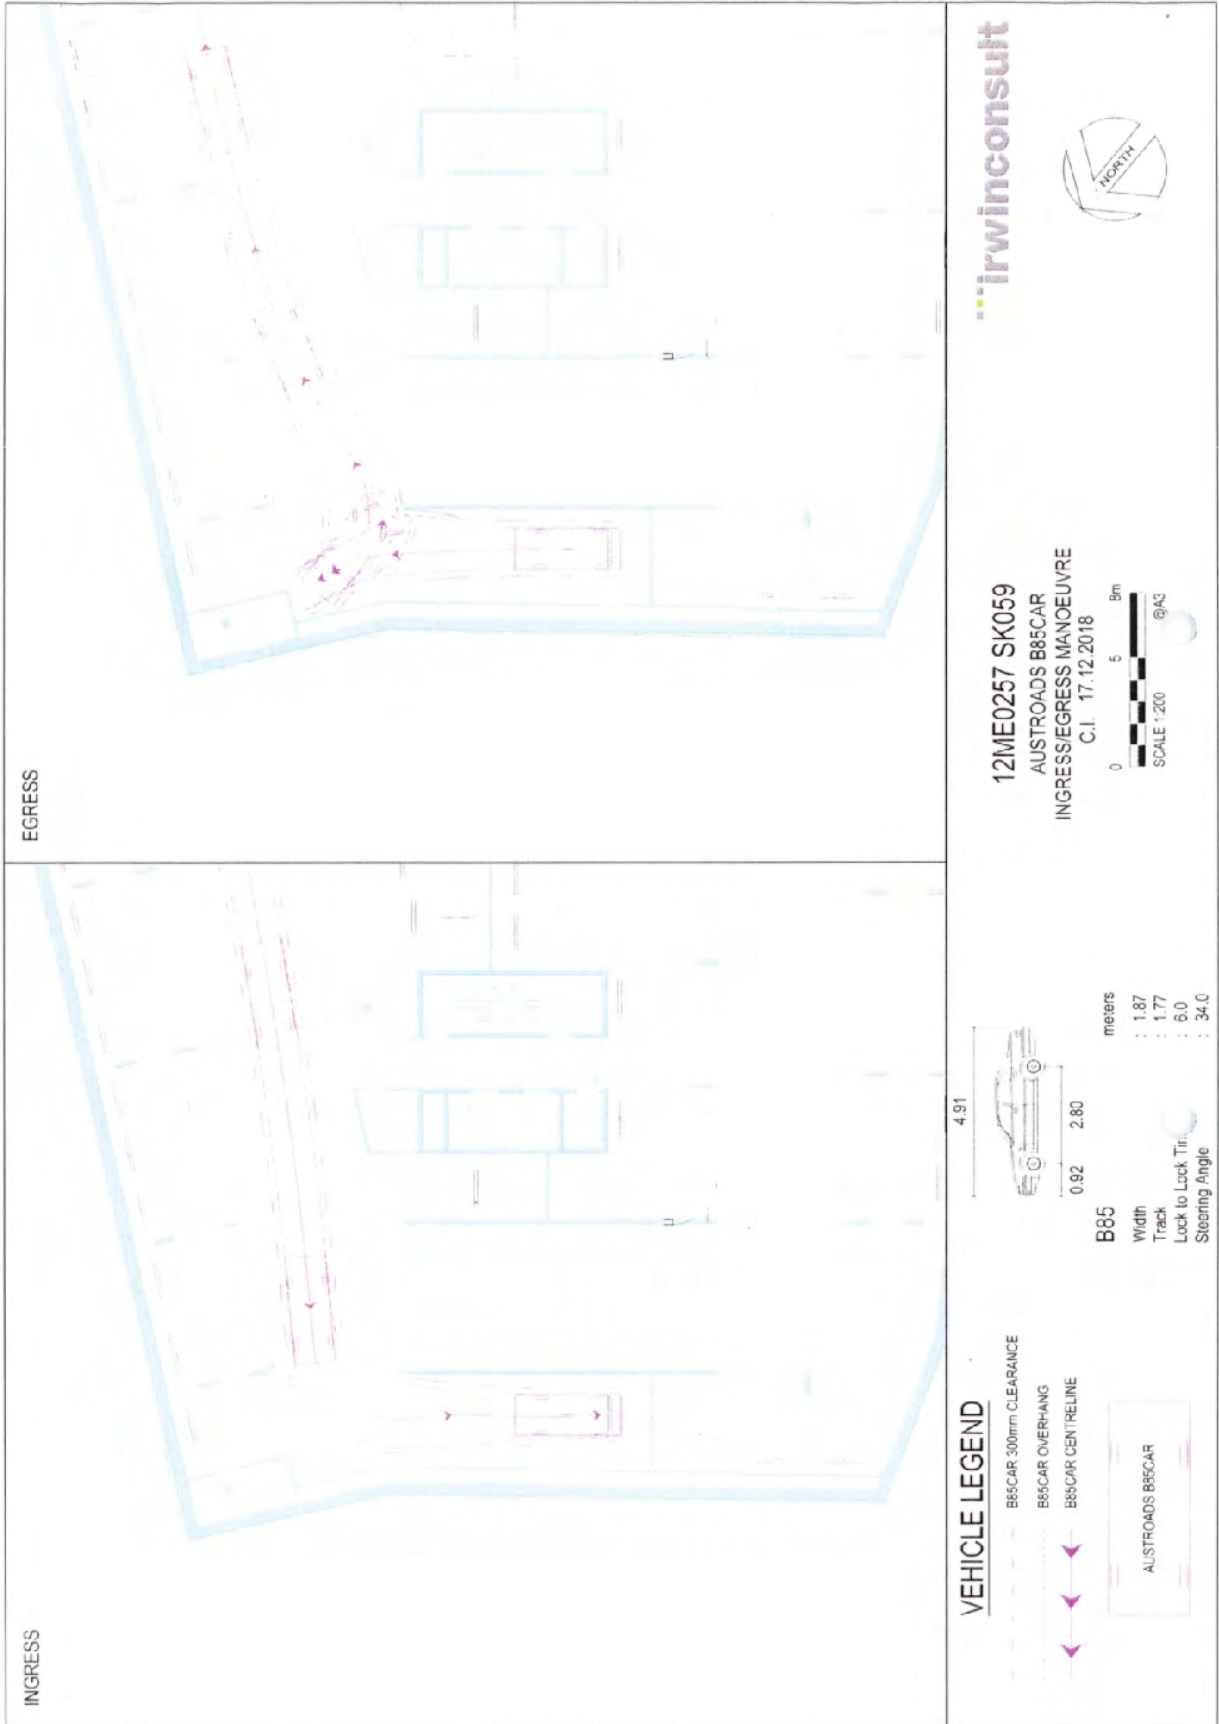 INGRESS
EGRESS
VEHICLE LEGEND
B85CAR 300mm CLEARANCE
B85CAR OVERHANG
B85CAR CENTRELINE
AUSTROADS B85CAR
4.91
0.92
2.80
B85
meters
Width : 1.87
Track : 1.77
Lock to Lock : 6.0
Steering Angle : 34.0
12ME0257 SK059
AUSTROADS B85CAR
INGRESS/EGRESS MANOEUVRE
C.I. 17.12.2018
0 5 8m
SCALE 1:200 @A3
irwinconsult
NORTH